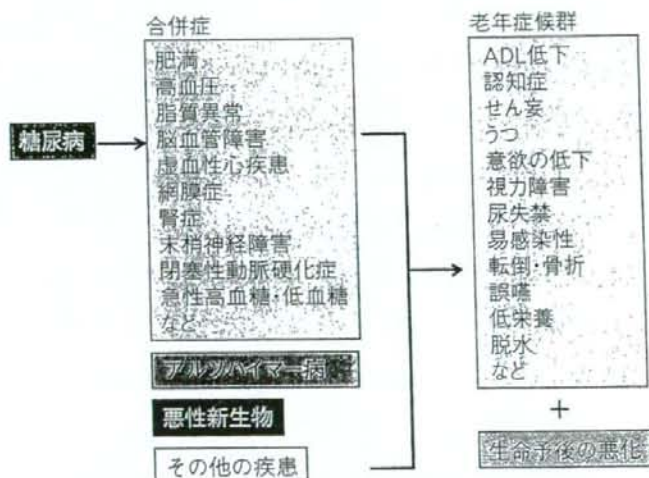 合併症
肥満
高血圧
脂質異常
脳血管障害
虚血性心疾患
網膜症
腎症
末梢神経障害
閉塞性動脈硬化症
急性高血糖・低血糖
など
糖尿病
アルツハイマー病
悪性新生物
その他の疾患
老年症候群
ADL低下
認知症
せん妄
うつ
意欲の低下
視力障害
尿失禁
易感染性
転倒・骨折
誤嚥
低栄養
脱水
など
+
生命予後の悪化